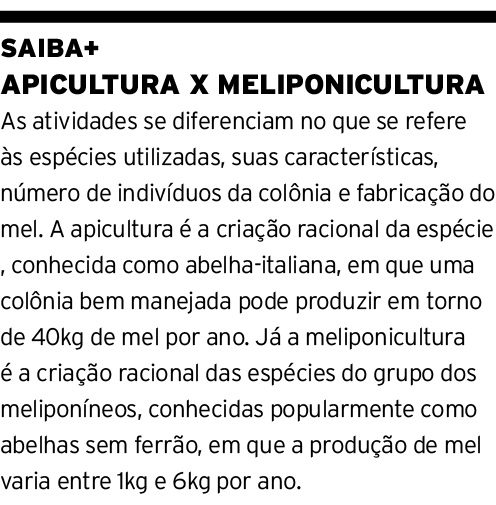 SAIBA+
APICULTURA X MELIPONICULTURA
As atividades se diferenciam no que se refere
às espécies utilizadas, suas características,
número de indivíduos da colônia e fabricação do
mel. A apicultura é a criação racional da espécie
, conhecida como abelha-italiana, em que uma
colônia bem manejada pode produzir em torno
de 40kg de mel por ano. Já a meliponicultura
é a criação racional das espécies do grupo dos
meliponíneos, conhecidas popularmente como
abelhas sem ferrão, em que a produção de mel
varia entre 1kg e 6kg por ano.